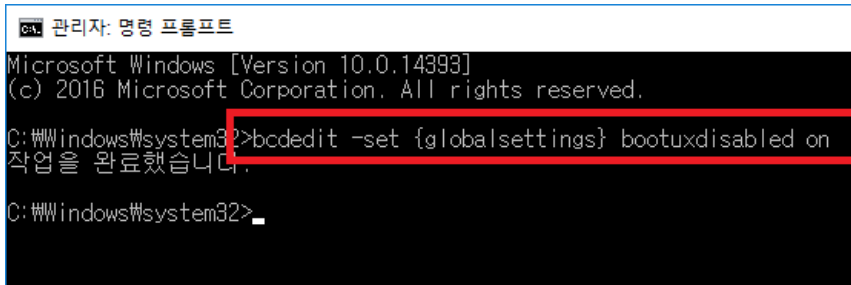 관리자: 명령 프롬프트
Microsoft Windows [Version 10.0.14393]
(c) 2016 Microsoft Corporation. All rights reserved.
C:₩Windows₩system32>bcdedit -set {globalsettings} bootuxdisabled on
작업을 완료했습니다.
C:₩Windows₩system32>